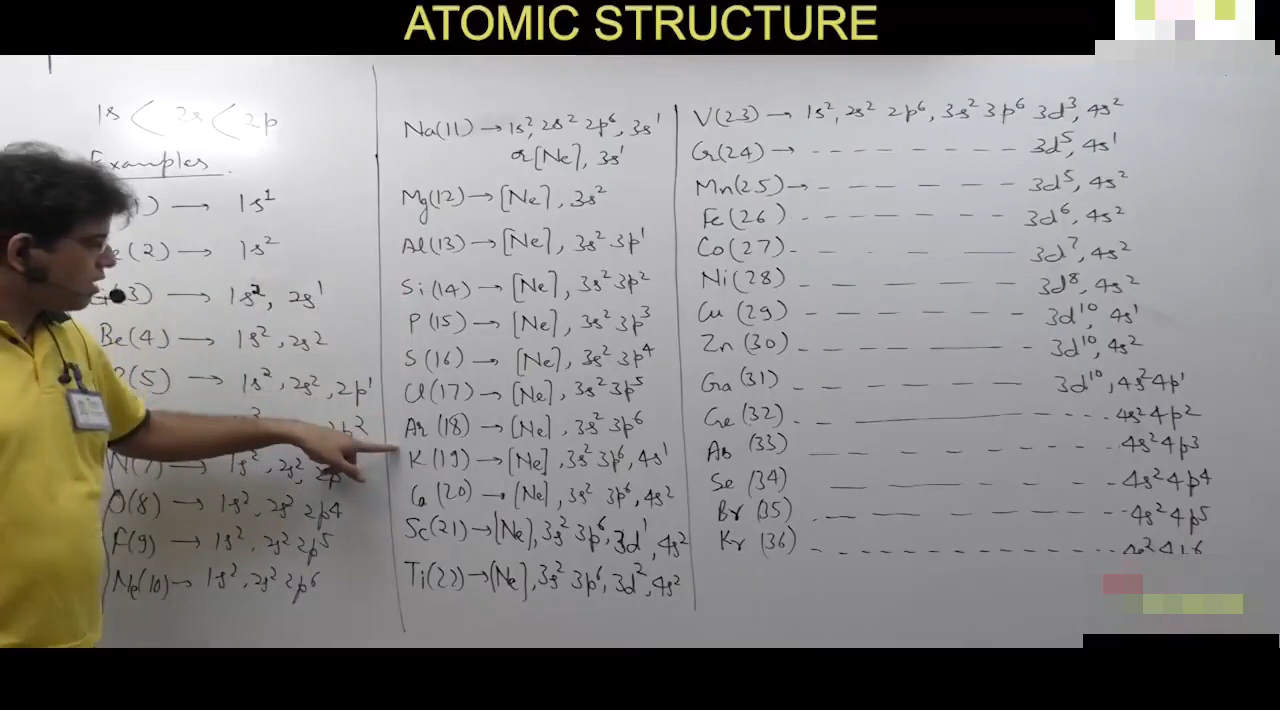 ATOMIC STRUCTURE
1s < 2s < 2p
Examples
) → 1s¹
(2) → 1s²
3) → 1s², 2s¹
Be(4) → 1s², 2s²
(5) → 1s², 2s², 2p¹
2p²
N(7) → 1s², 2s², 2p
O(8) → 1s², 2s² 2p⁴
F(9) → 1s², 2s² 2p⁵
Ne(10) → 1s², 2s² 2p⁶
Na(11) → 1s², 2s² 2p⁶, 3s¹
or [Ne], 3s¹
Mg(12) → [Ne], 3s²
Al(13) → [Ne], 3s² 3p¹
Si(14) → [Ne], 3s² 3p²
P(15) → [Ne], 3s² 3p³
S(16) → [Ne], 3s² 3p⁴
Cl(17) → [Ne], 3s² 3p⁵
Ar(18) → [Ne], 3s² 3p⁶
K(19) → [Ne], 3s² 3p⁶, 4s¹
Ca(20) → [Ne], 3s² 3p⁶, 4s²
Sc(21) → [Ne], 3s² 3p⁶, 3d¹, 4s²
Ti(22) → [Ne], 3s² 3p⁶, 3d², 4s²
V(23) → 1s², 2s² 2p⁶, 3s² 3p⁶ 3d³, 4s²
Cr(24) → - - - - - - - 3d⁵, 4s¹
Mn(25) → - - - - - - - 3d⁵, 4s²
Fe(26) - - - - - - - 3d⁶, 4s²
Co(27) - - - - 3d⁷, 4s²
Ni(28) - - - - - - - 3d⁸, 4s²
Cu(29) - - - - - - - 3d¹⁰, 4s¹
Zn(30) - - - - - - 3d¹⁰, 4s²
Ga(31) - - - - - - - 3d¹⁰, 4s² 4p¹
Ge(32) - - - - - - 4s² 4p²
As(33) - - - - - - 4s² 4p³
Se(34) - - - - - - - 4s² 4p⁴
Br(35) - - - - - - - 4s² 4p⁵
Kr(36) - - - - - - -